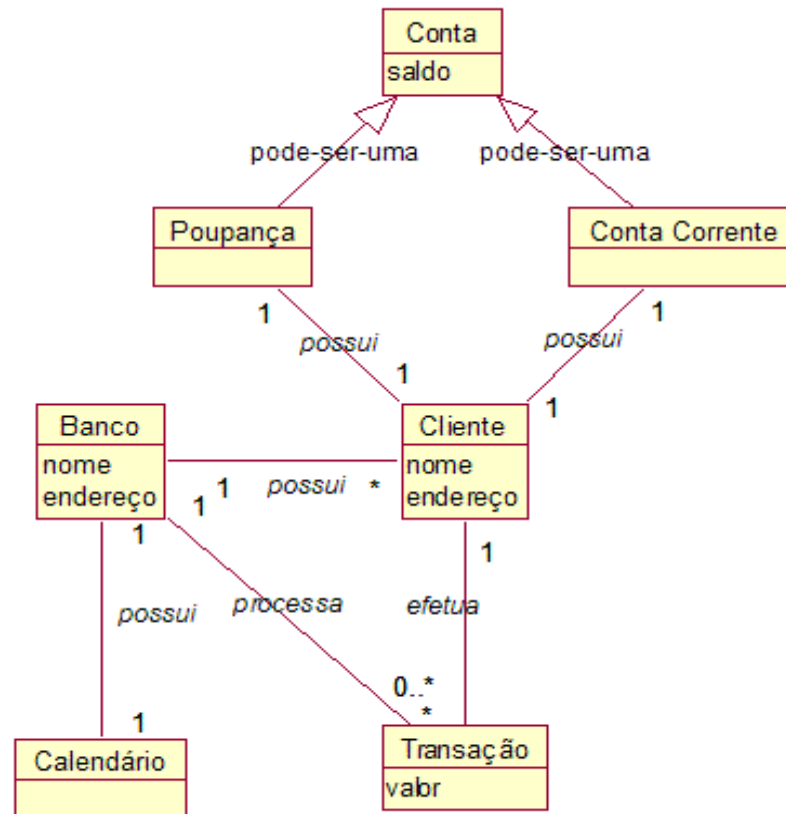 Conta
saldo
pode-ser-uma
pode-ser-uma
Poupança
Conta Corrente
1
1
possui
possui
1
1
Banco
nome
endereço
Cliente
nome
endereço
1
possui
*
1
1
1
possui
processa
efetua
0..*
*
1
Calendário
Transação
valor